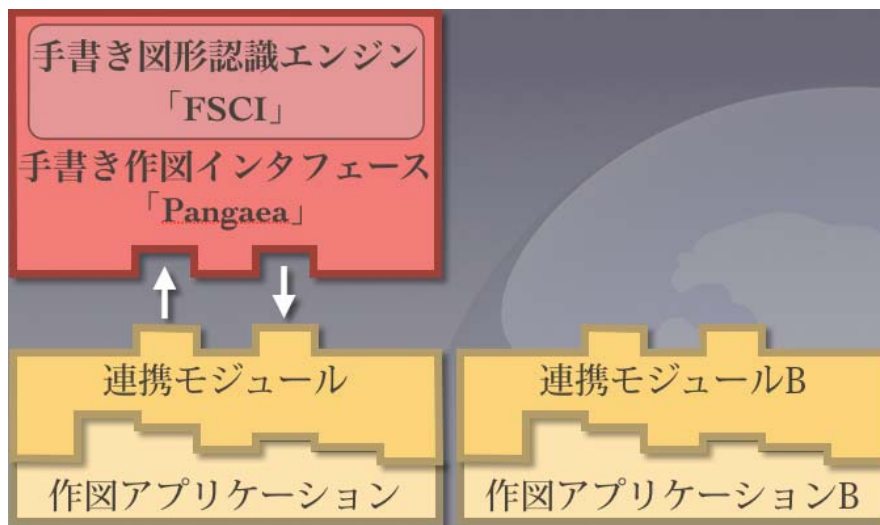 手書き図形認識エンジン
「FSCI」
手書き作図インタフェース
「Pangaea」
連携モジュール
作図アプリケーション
連携モジュールB
作図アプリケーションB